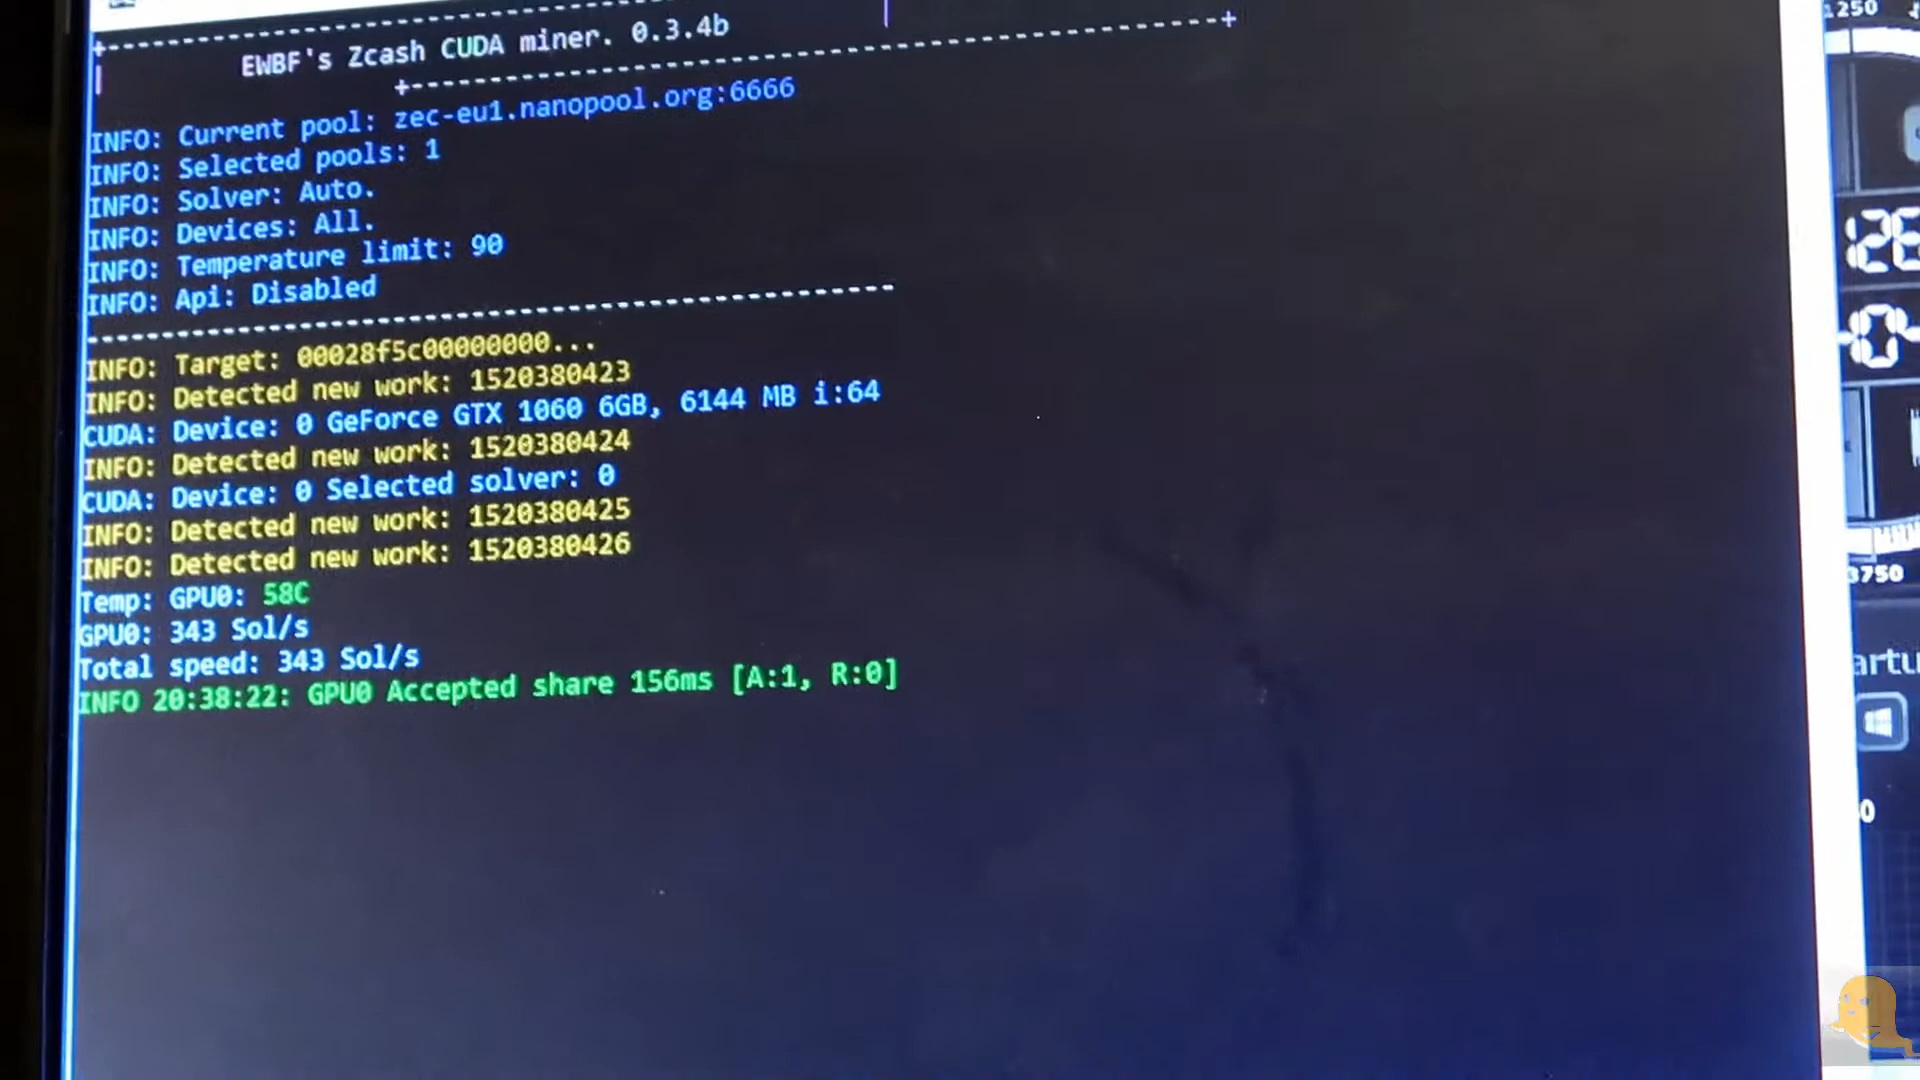 EWBF's Zcash CUDA miner. 0.3.4b
INFO: Current pool: zec-eu1.nanopool.org:6666
INFO: Selected pools: 1
INFO: Solver: Auto.
INFO: Devices: All.
INFO: Temperature limit: 90
INFO: Api: Disabled
INFO: Target: 00028f5c00000000...
INFO: Detected new work: 1520380423
CUDA: Device: 0 GeForce GTX 1060 6GB, 6144 MB i:64
INFO: Detected new work: 1520380424
CUDA: Device: 0 Selected solver: 0
INFO: Detected new work: 1520380425
INFO: Detected new work: 1520380426
Temp: GPU0: 58C
GPU0: 343 Sol/s
Total speed: 343 Sol/s
INFO 20:38:22: GPU0 Accepted share 156ms [A:1, R:0]
1250
3750